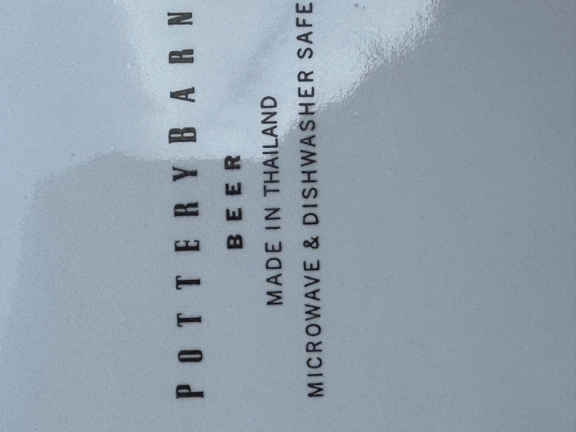 POTTERY BARN
BEER
MADE IN THAILAND
MICROWAVE & DISHWASHER SAFE